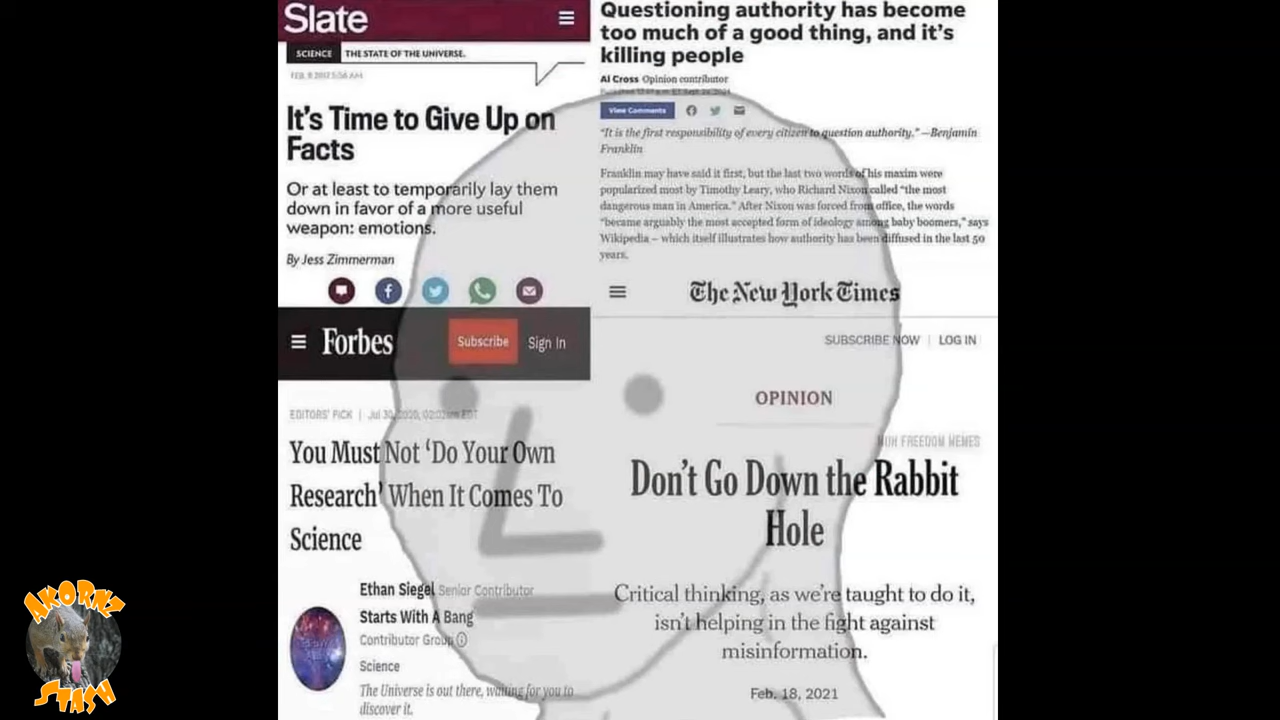 Slate
SCIENCE THE STATE OF THE UNIVERSE.
It's Time to Give Up on
Facts
Or at least to temporarily lay them
down in favor of a more useful
weapon: emotions.
By Jess Zimmerman
Questioning authority has become
too much of a good thing, and it's
killing people
Al Cross Opinion contributor
View Comments
"It is the first responsibility of every citizen to question authority." —Benjamin
Franklin
Franklin may have said it first, but the last two words of his maxim were
popularized most by Timothy Leary, who Richard Nixon called "the most
dangerous man in America." After Nixon was forced from office, the words
"became arguably the most accepted form of ideology among baby boomers," says
Wikipedia – which itself illustrates how authority has been diffused in the last 50
years.
Forbes Subscribe Sign In
EDITORS' PICK | Jul 30, 2020,
You Must Not 'Do Your Own
Research' When It Comes To
Science
Ethan Siegel Senior Contributor
Starts With A Bang
Contributor Group
Science
The Universe is out there, waiting for you to
discover it.
The New York Times
SUBSCRIBE NOW | LOG IN
OPINION
FREEDOM MEMES
Don't Go Down the Rabbit
Hole
Critical thinking, as we're taught to do it,
isn't helping in the fight against
misinformation.
Feb. 18, 2021
AKORNZ
STASH